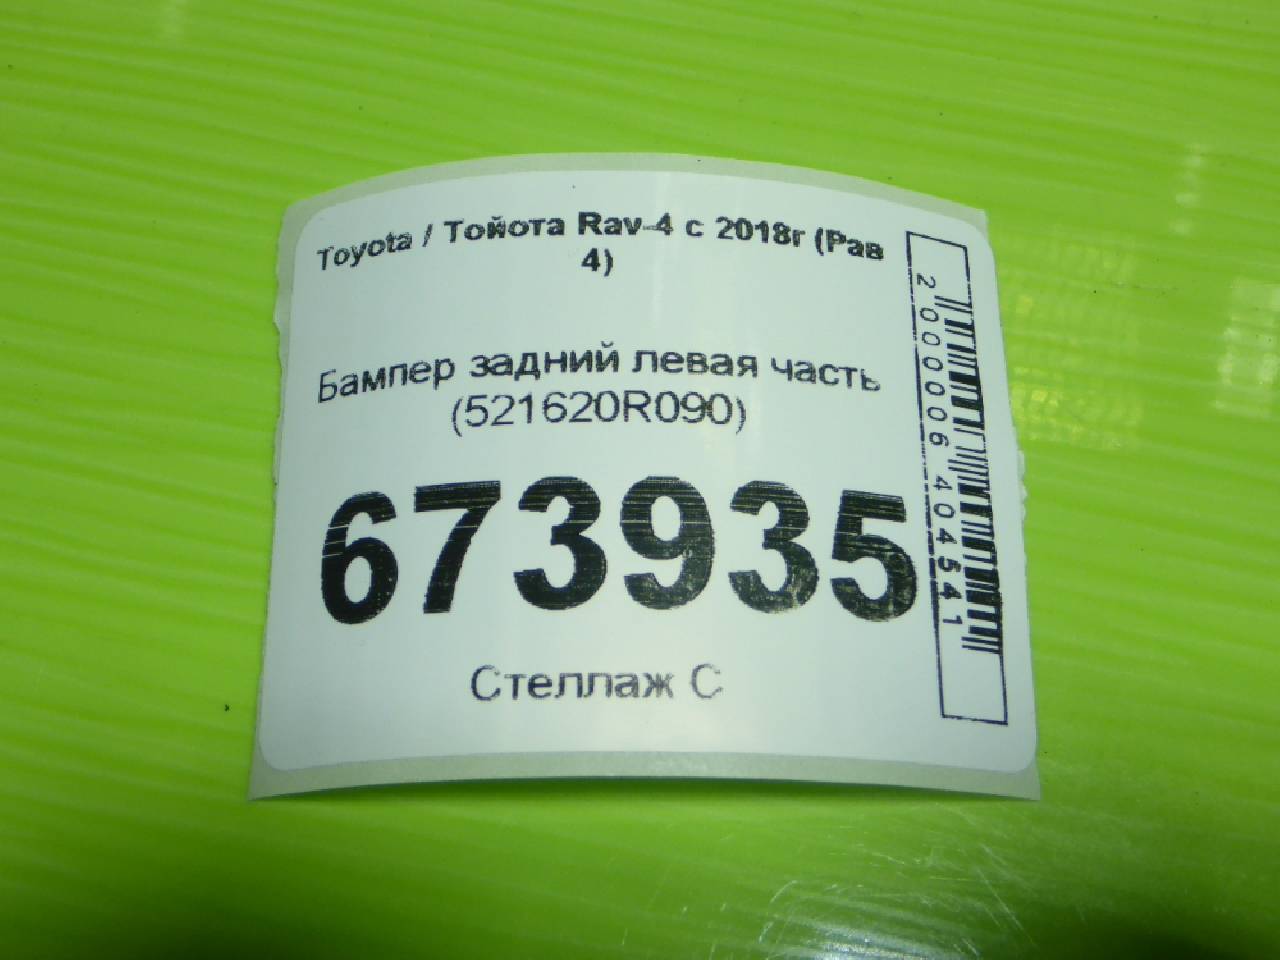 Toyota / Тойота Rav-4 с 2018г (Рав
4)
Бампер задний левая часть
(521620R090)
673935
Стеллаж С
2000006404541